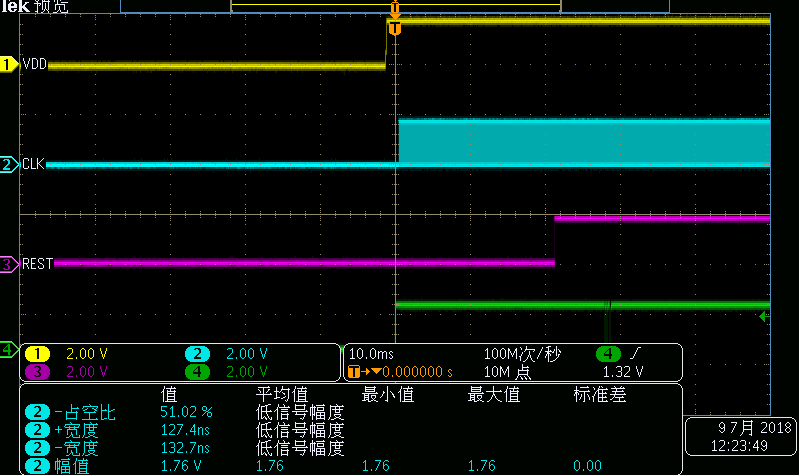 Tek 预览
T
T
1 VDD
2 CLK
3 REST
4
1 2.00 V 2 2.00 V
3 2.00 V 4 2.00 V
10.0ms 100M次/秒 4 1.32 V
T→▼0.000000 s 10M 点
值 平均值 最小值 最大值 标准差
2 -占空比 51.02 % 低信号幅度
2 +宽度 127.4ns 低信号幅度
2 -宽度 132.7ns 低信号幅度
2 幅值 1.76 V 1.76 1.76 1.76 0.00
9 7月 2018
12:23:49